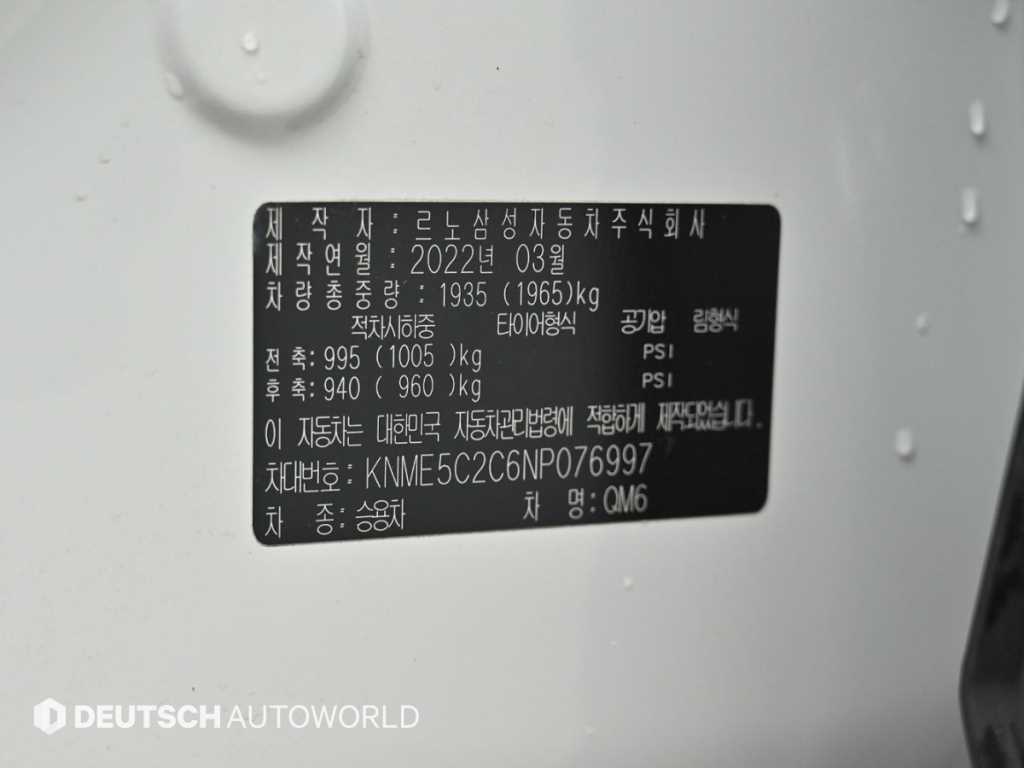 제 작 자 : 르노삼성자동차주식회사
제작연월 : 2022년 03월
차량총중량 : 1935 (1965)kg
적차시하중 타이어형식 공기압 림형식
전 축: 995 (1005 )kg PSI
후 축: 940 ( 960 )kg PSI
이 자동차는 대한민국 자동차관리법령에 적합하게 제작되었습니다.
차대번호: KNME5C2C6NP076997
차 종: 승용차 차 명: QM6
DEUTSCH AUTOWORLD